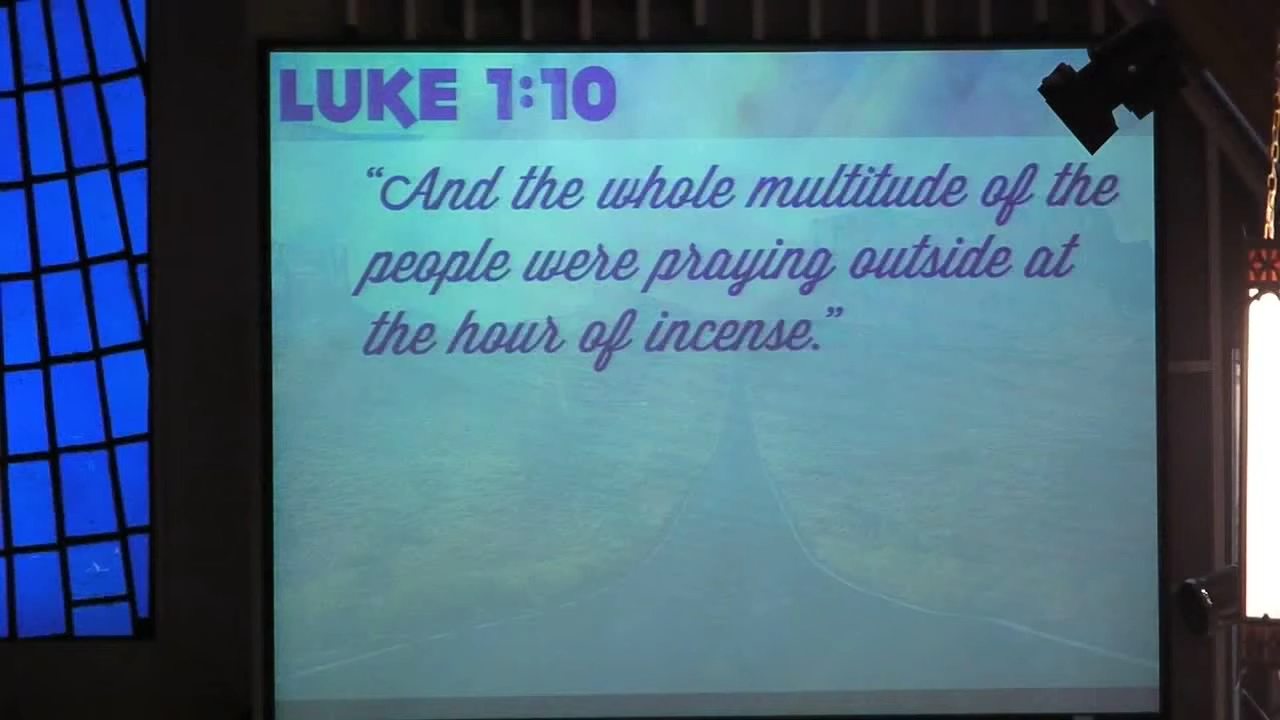 LUKE 1:10
“And the whole multitude of the
people were praying outside at
the hour of incense.”